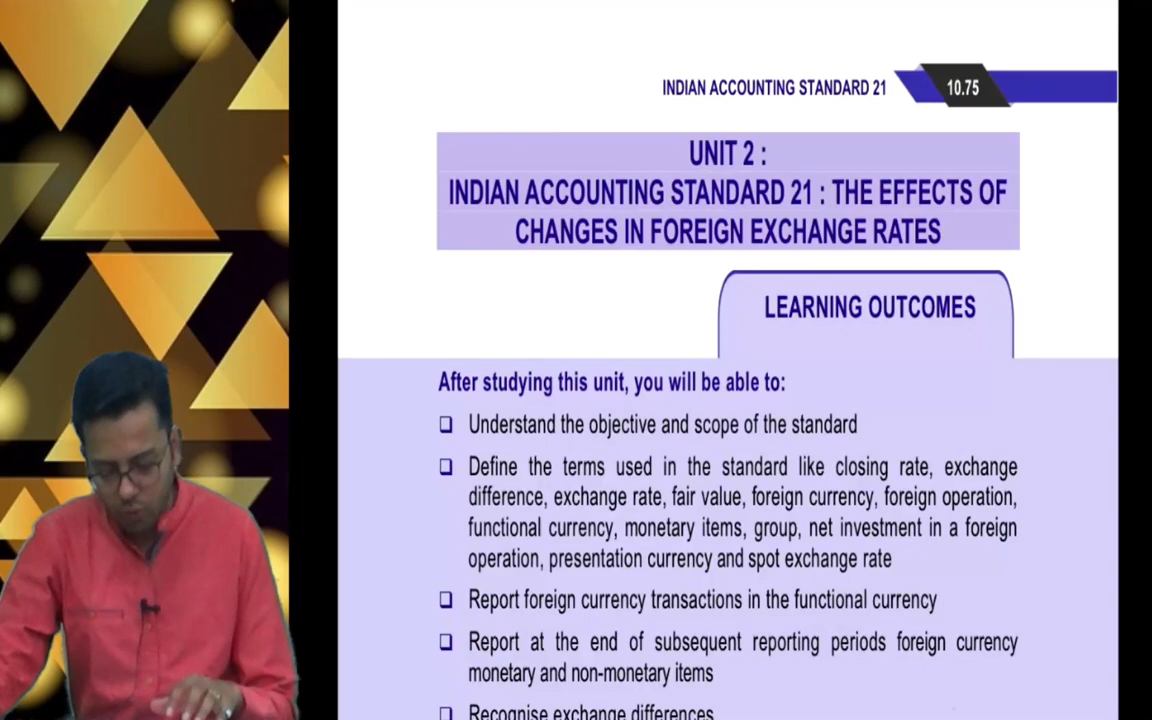 INDIAN ACCOUNTING STANDARD 21
10.75
UNIT 2 :
INDIAN ACCOUNTING STANDARD 21 : THE EFFECTS OF
CHANGES IN FOREIGN EXCHANGE RATES
LEARNING OUTCOMES
After studying this unit, you will be able to:
❑ Understand the objective and scope of the standard
❑ Define the terms used in the standard like closing rate, exchange
difference, exchange rate, fair value, foreign currency, foreign operation,
functional currency, monetary items, group, net investment in a foreign
operation, presentation currency and spot exchange rate
❑ Report foreign currency transactions in the functional currency
❑ Report at the end of subsequent reporting periods foreign currency
monetary and non-monetary items
❑ Recognise exchange differences